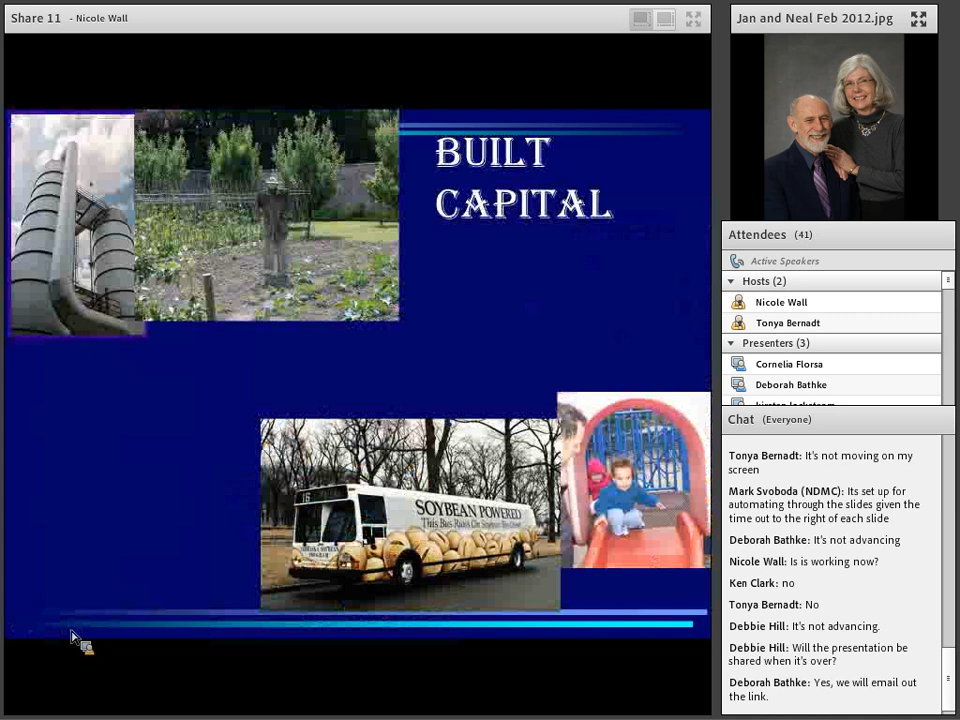 Share 11 - Nicole Wall
BUILT
CAPITAL
16
SOYBEAN POWERED
This Bus Runs On Soybean Bio-Diesel
Jan and Neal Feb 2012.jpg
Attendees (41)
Active Speakers
Hosts (2)
Nicole Wall
Tonya Bernadt
Presenters (3)
Cornelia Florsa
Deborah Bathke
Chat (Everyone)
Tonya Bernadt: It's not moving on my
screen
Mark Svoboda (NDMC): Its set up for
automating through the slides given the
time out to the right of each slide
Deborah Bathke: It's not advancing
Nicole Wall: Is is working now?
Ken Clark: no
Tonya Bernadt: No
Debbie Hill: It's not advancing.
Debbie Hill: Will the presentation be
shared when it's over?
Deborah Bathke: Yes, we will email out
the link.